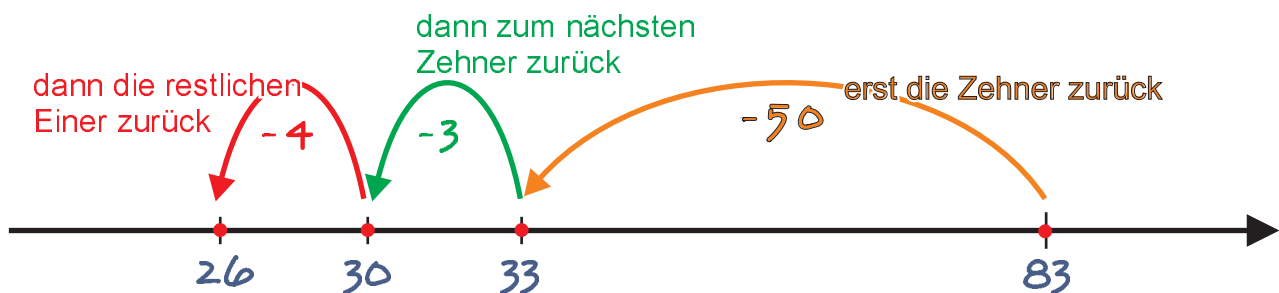 dann zum nächsten
Zehner zurück
dann die restlichen
Einer zurück
erst die Zehner zurück
-4
-3
-50
26
30
33
83